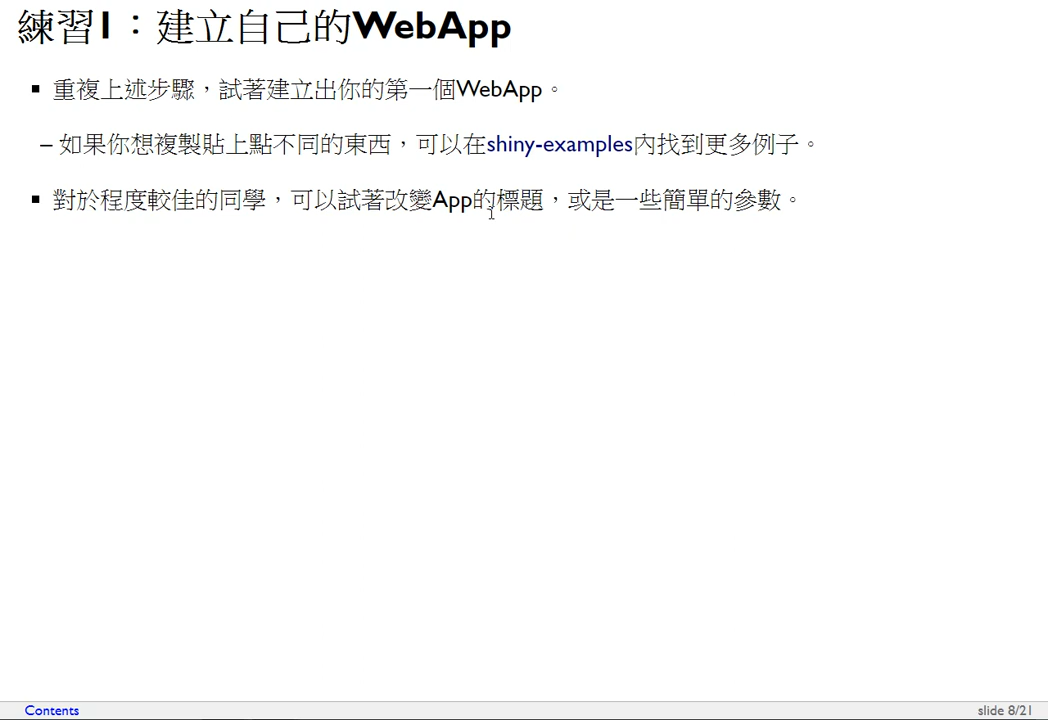 練習1：建立自己的WebApp
▪ 重複上述步驟，試著建立出你的第一個WebApp。
– 如果你想複製貼上點不同的東西，可以在shiny-examples內找到更多例子。
▪ 對於程度較佳的同學，可以試著改變App的標題，或是一些簡單的參數。
Contents
slide 8/21